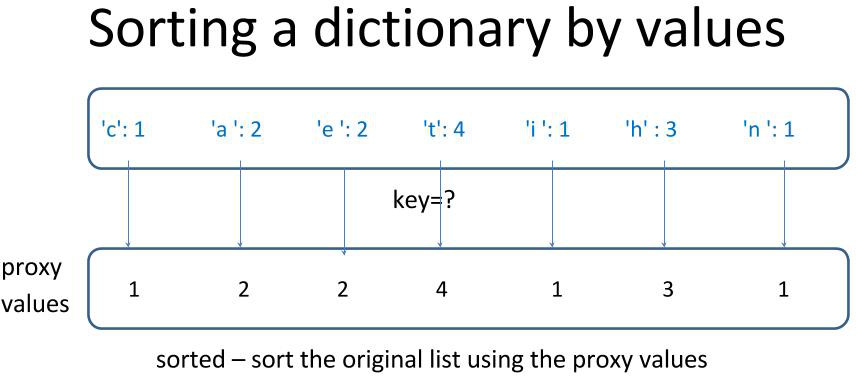 Sorting a dictionary by values
'c': 1 'a ': 2 'e ': 2 't': 4 'i ': 1 'h' : 3 'n ': 1
key=?
proxy
values
1 2 2 4 1 3 1
sorted – sort the original list using the proxy values